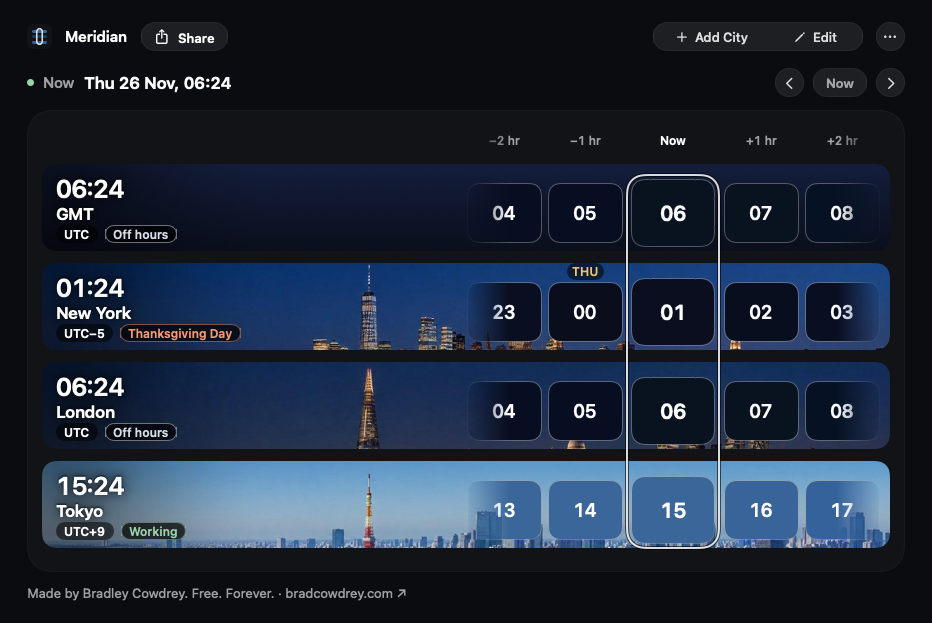 Meridian Share + Add City Edit ···
Now Thu 26 Nov, 06:24 Now
−2 hr −1 hr Now +1 hr +2 hr
06:24
GMT
UTC Off hours
04 05 06 07 08
01:24
New York
UTC−5 Thanksgiving Day
THU
23 00 01 02 03
06:24
London
UTC Off hours
04 05 06 07 08
15:24
Tokyo
UTC+9 Working
13 14 15 16 17
Made by Bradley Cowdrey. Free. Forever. · bradcowdrey.com ↗